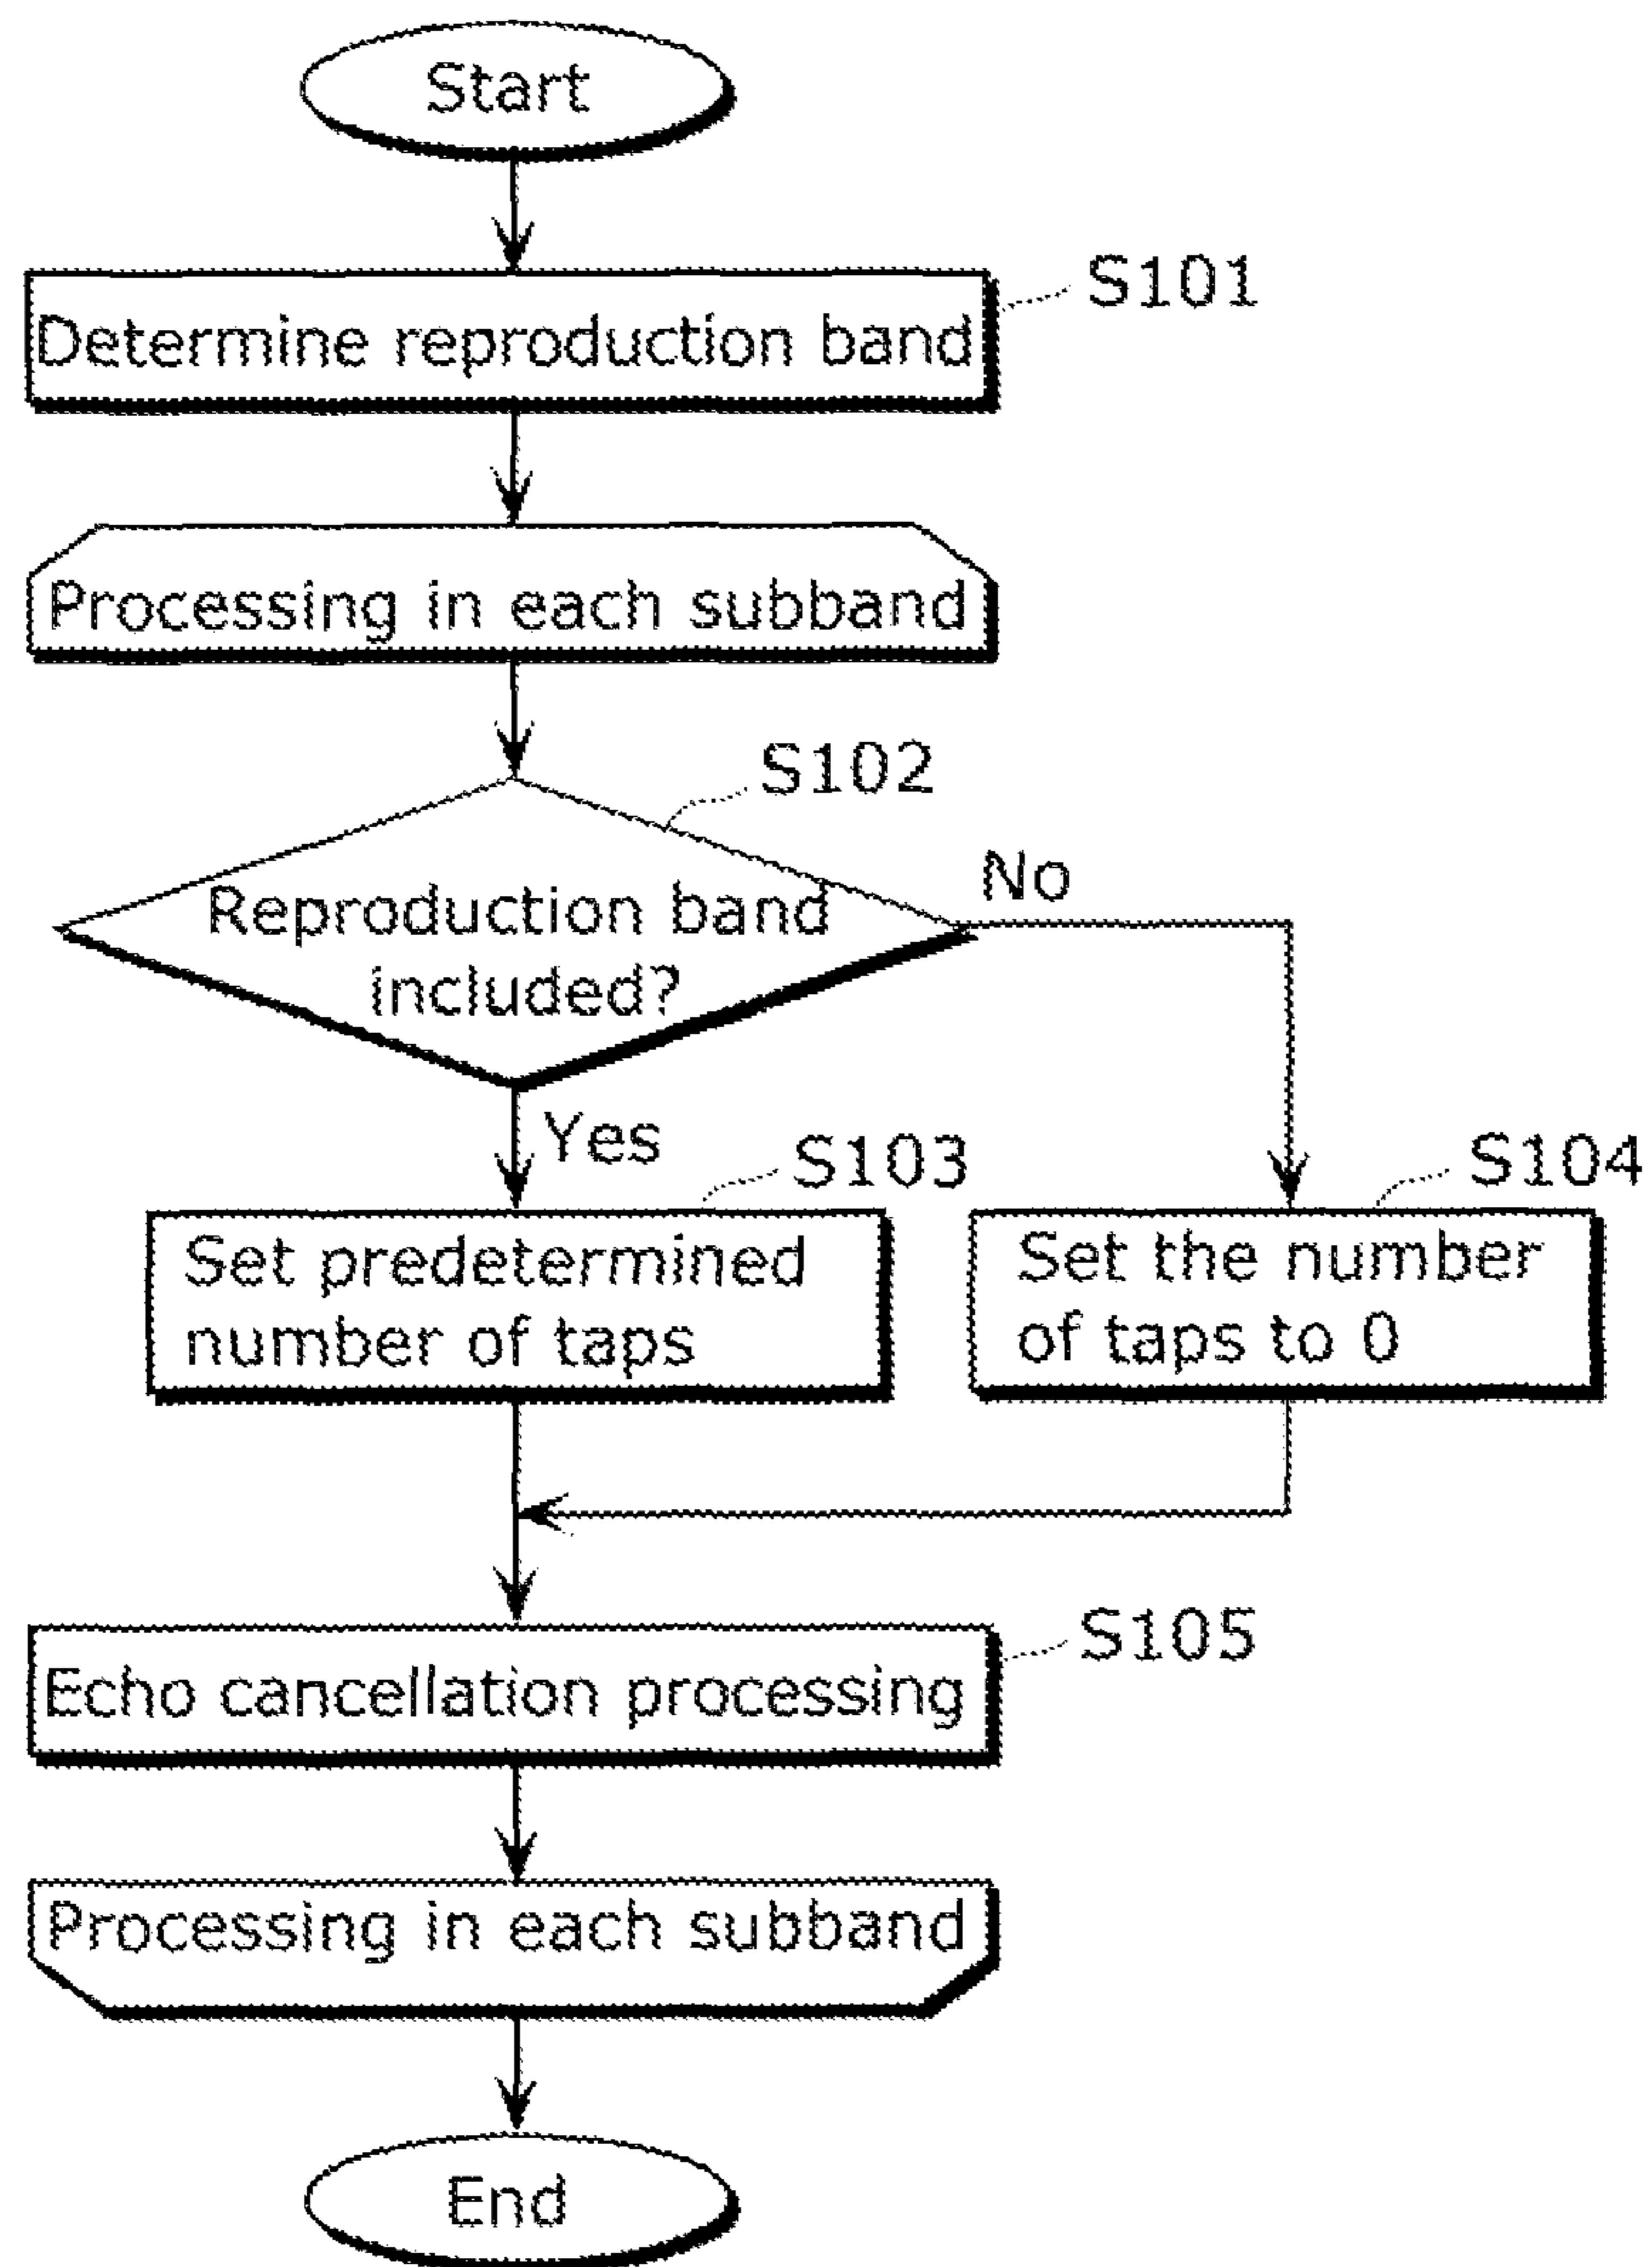 Start
S101
Determine reproduction band
Processing in each subband
S102
Reproduction band
included?
No
Yes
S103
Set predetermined
number of taps
S104
Set the number
of taps to 0
S105
Echo cancellation processing
Processing in each subband
End